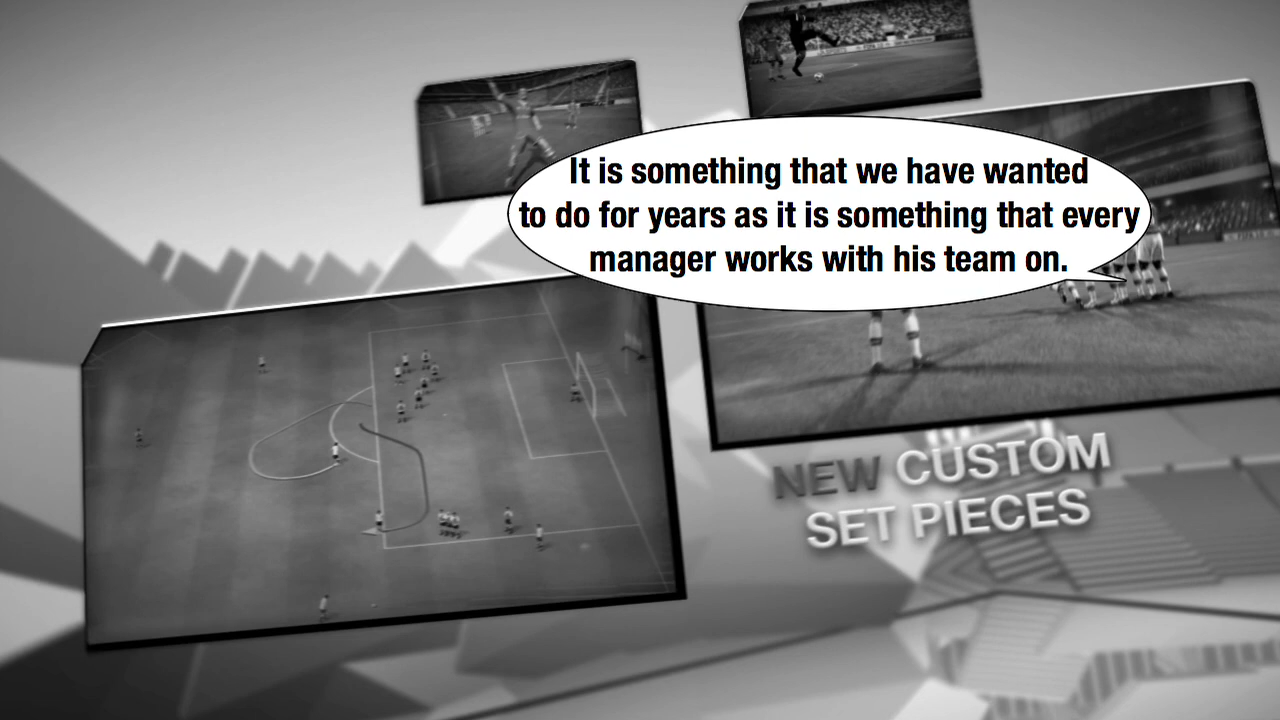 It is something that we have wanted
to do for years as it is something that every
manager works with his team on.
NEW CUSTOM
SET PIECES